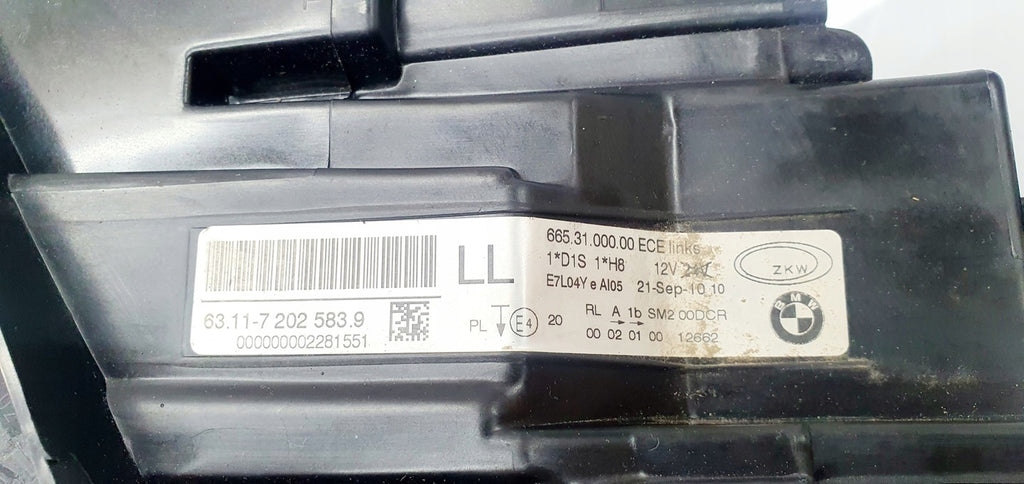 63.11-7 202 583.9
000000002281551
LL
PL E4 20
665.31.000.00 ECE links
1*D1S 1*H8 12V
E7L04Y e AI05 21-Sep-10 10
RL A 1b SM2 00DCR
00 02 01 00 12662
ZKW
BMW